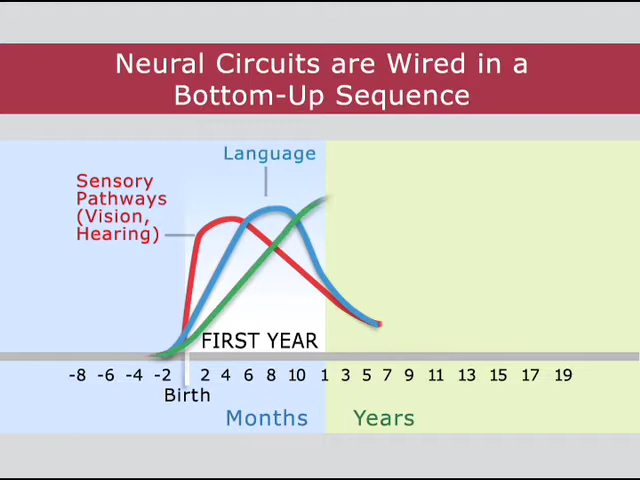 Neural Circuits are Wired in a
Bottom-Up Sequence
Language
Sensory
Pathways
(Vision,
Hearing)
FIRST YEAR
-8 -6 -4 -2 2 4 6 8 10 1 3 5 7 9 11 13 15 17 19
Birth
Months Years